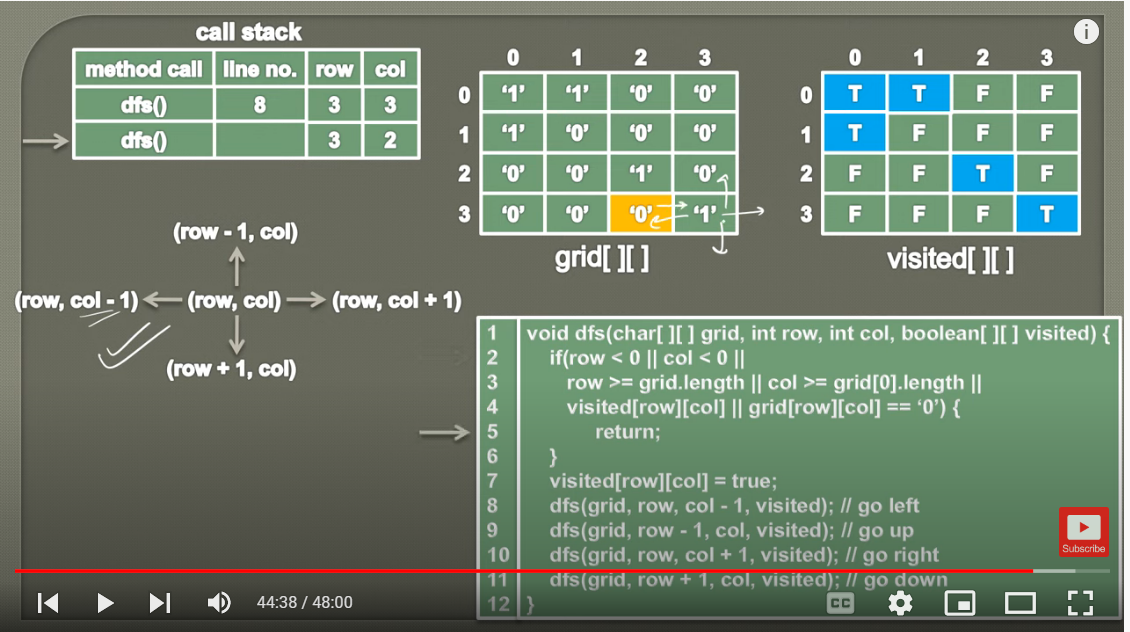 call stack
method call line no. row col
dfs() 8 3 3
dfs() 3 2
0 1 2 3
0 ‘1’ ‘1’ ‘0’ ‘0’
1 ‘1’ ‘0’ ‘0’ ‘0’
2 ‘0’ ‘0’ ‘1’ ‘0’
3 ‘0’ ‘0’ ‘0’ ‘1’
grid[ ][ ]
0 1 2 3
0 T T F F
1 T F F F
2 F F T F
3 F F F T
visited[ ][ ]
(row - 1, col)
(row, col - 1) (row, col) (row, col + 1)
(row + 1, col)
1 void dfs(char[ ][ ] grid, int row, int col, boolean[ ][ ] visited) {
2 if(row < 0 || col < 0 ||
3 row >= grid.length || col >= grid[0].length ||
4 visited[row][col] || grid[row][col] == ‘0’) {
5 return;
6 }
7 visited[row][col] = true;
8 dfs(grid, row, col - 1, visited); // go left
9 dfs(grid, row - 1, col, visited); // go up
10 dfs(grid, row, col + 1, visited); // go right
11 dfs(grid, row + 1, col, visited); // go down
12 }
Subscribe
44:38 / 48:00
CC